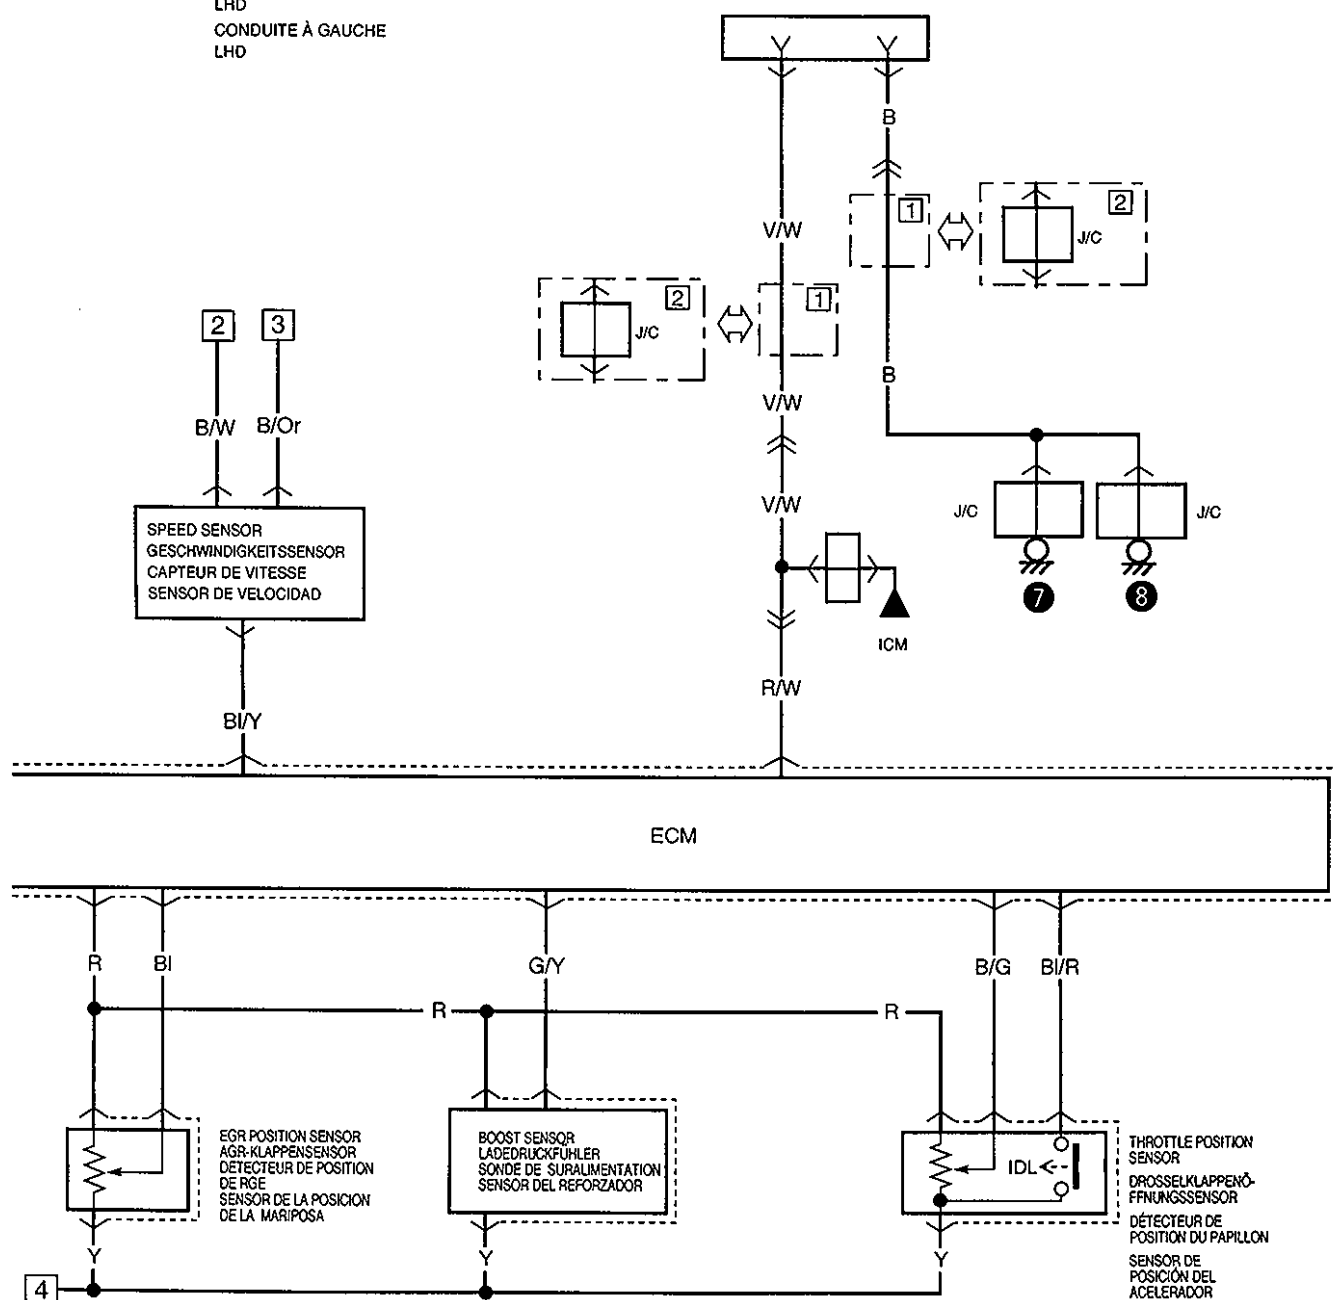 LHD
CONDUITE À GAUCHE
LHD
B
1
2
J/C
V/W
2
1
J/C
2
3
B
V/W
B/W
B/Or
V/W
J/C
J/C
SPEED SENSOR
GESCHWINDIGKEITSSENSOR
CAPTEUR DE VITESSE
SENSOR DE VELOCIDAD
7
8
ICM
R/W
Bl/Y
ECM
R
Bl
G/Y
B/G
Bl/R
R
R
EGR POSITION SENSOR
AGR-KLAPPENSENSOR
DÉTECTEUR DE POSITION
DE RGE
SENSOR DE LA POSICION
DE LA MARIPOSA
BOOST SENSOR
LADEDRUCKFÜHLER
SONDE DE SURALIMENTATION
SENSOR DEL REFORZADOR
IDL
THROTTLE POSITION
SENSOR
DROSSELKLAPPENÖ-
FFNUNGSSENSOR
DÉTECTEUR DE
POSITION DU PAPILLON
SENSOR DE
POSICIÓN DEL
ACELERADOR
Y
Y
Y
4